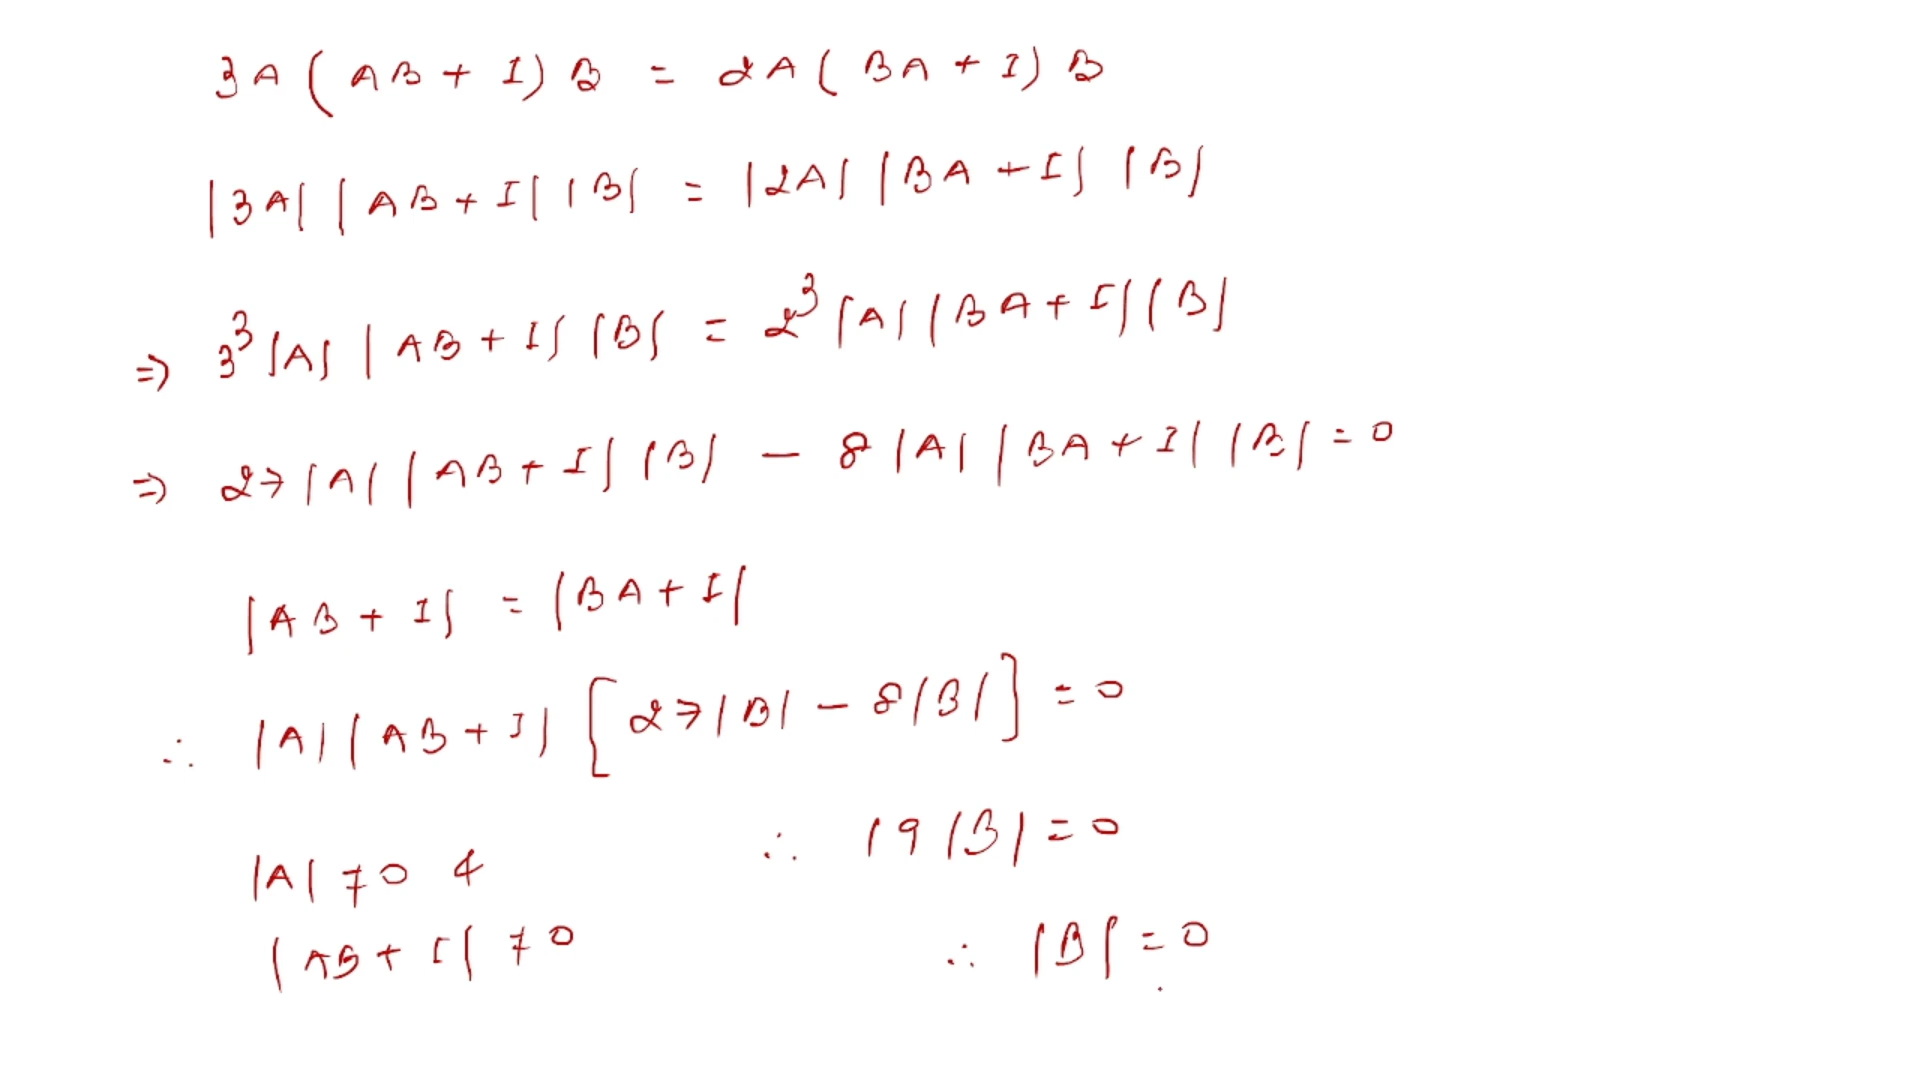 3A(AB + I)B = 2A(BA + I)B
|3A| |AB + I| |B| = |2A| |BA + I| |B|
⇒ 3³|A| |AB + I| |B| = 2³|A| |BA + I| |B|
⇒ 27|A| |AB + I| |B| − 8|A| |BA + I| |B| = 0
|AB + I| = |BA + I|
∴ |A| |AB + I| [27|B| − 8|B|] = 0
|A| ≠ 0 &
∴ 19|B| = 0
|AB + I| ≠ 0
∴ |B| = 0